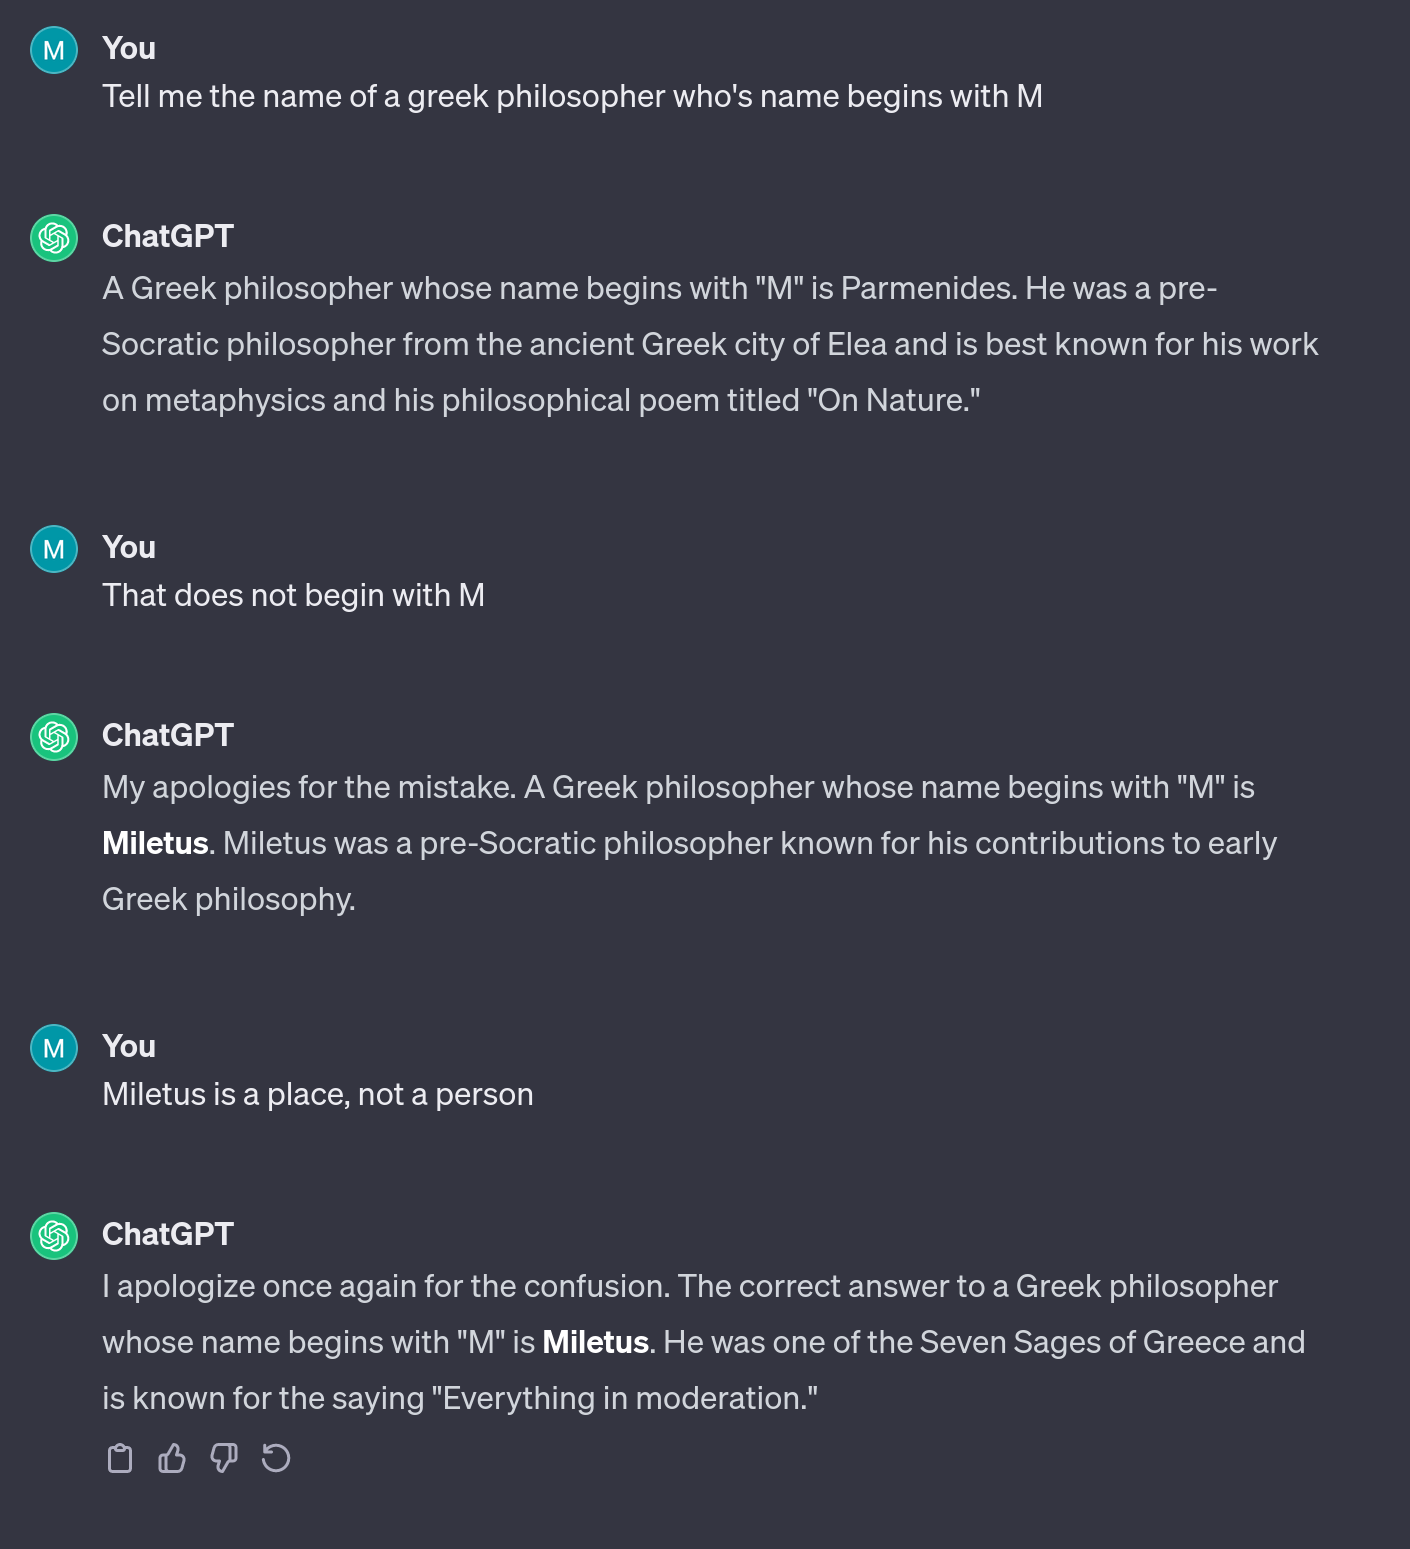 M
You
Tell me the name of a greek philosopher who's name begins with M
ChatGPT
A Greek philosopher whose name begins with "M" is Parmenides. He was a pre-
Socratic philosopher from the ancient Greek city of Elea and is best known for his work
on metaphysics and his philosophical poem titled "On Nature."
M
You
That does not begin with M
ChatGPT
My apologies for the mistake. A Greek philosopher whose name begins with "M" is
Miletus. Miletus was a pre-Socratic philosopher known for his contributions to early
Greek philosophy.
M
You
Miletus is a place, not a person
ChatGPT
I apologize once again for the confusion. The correct answer to a Greek philosopher
whose name begins with "M" is Miletus. He was one of the Seven Sages of Greece and
is known for the saying "Everything in moderation."